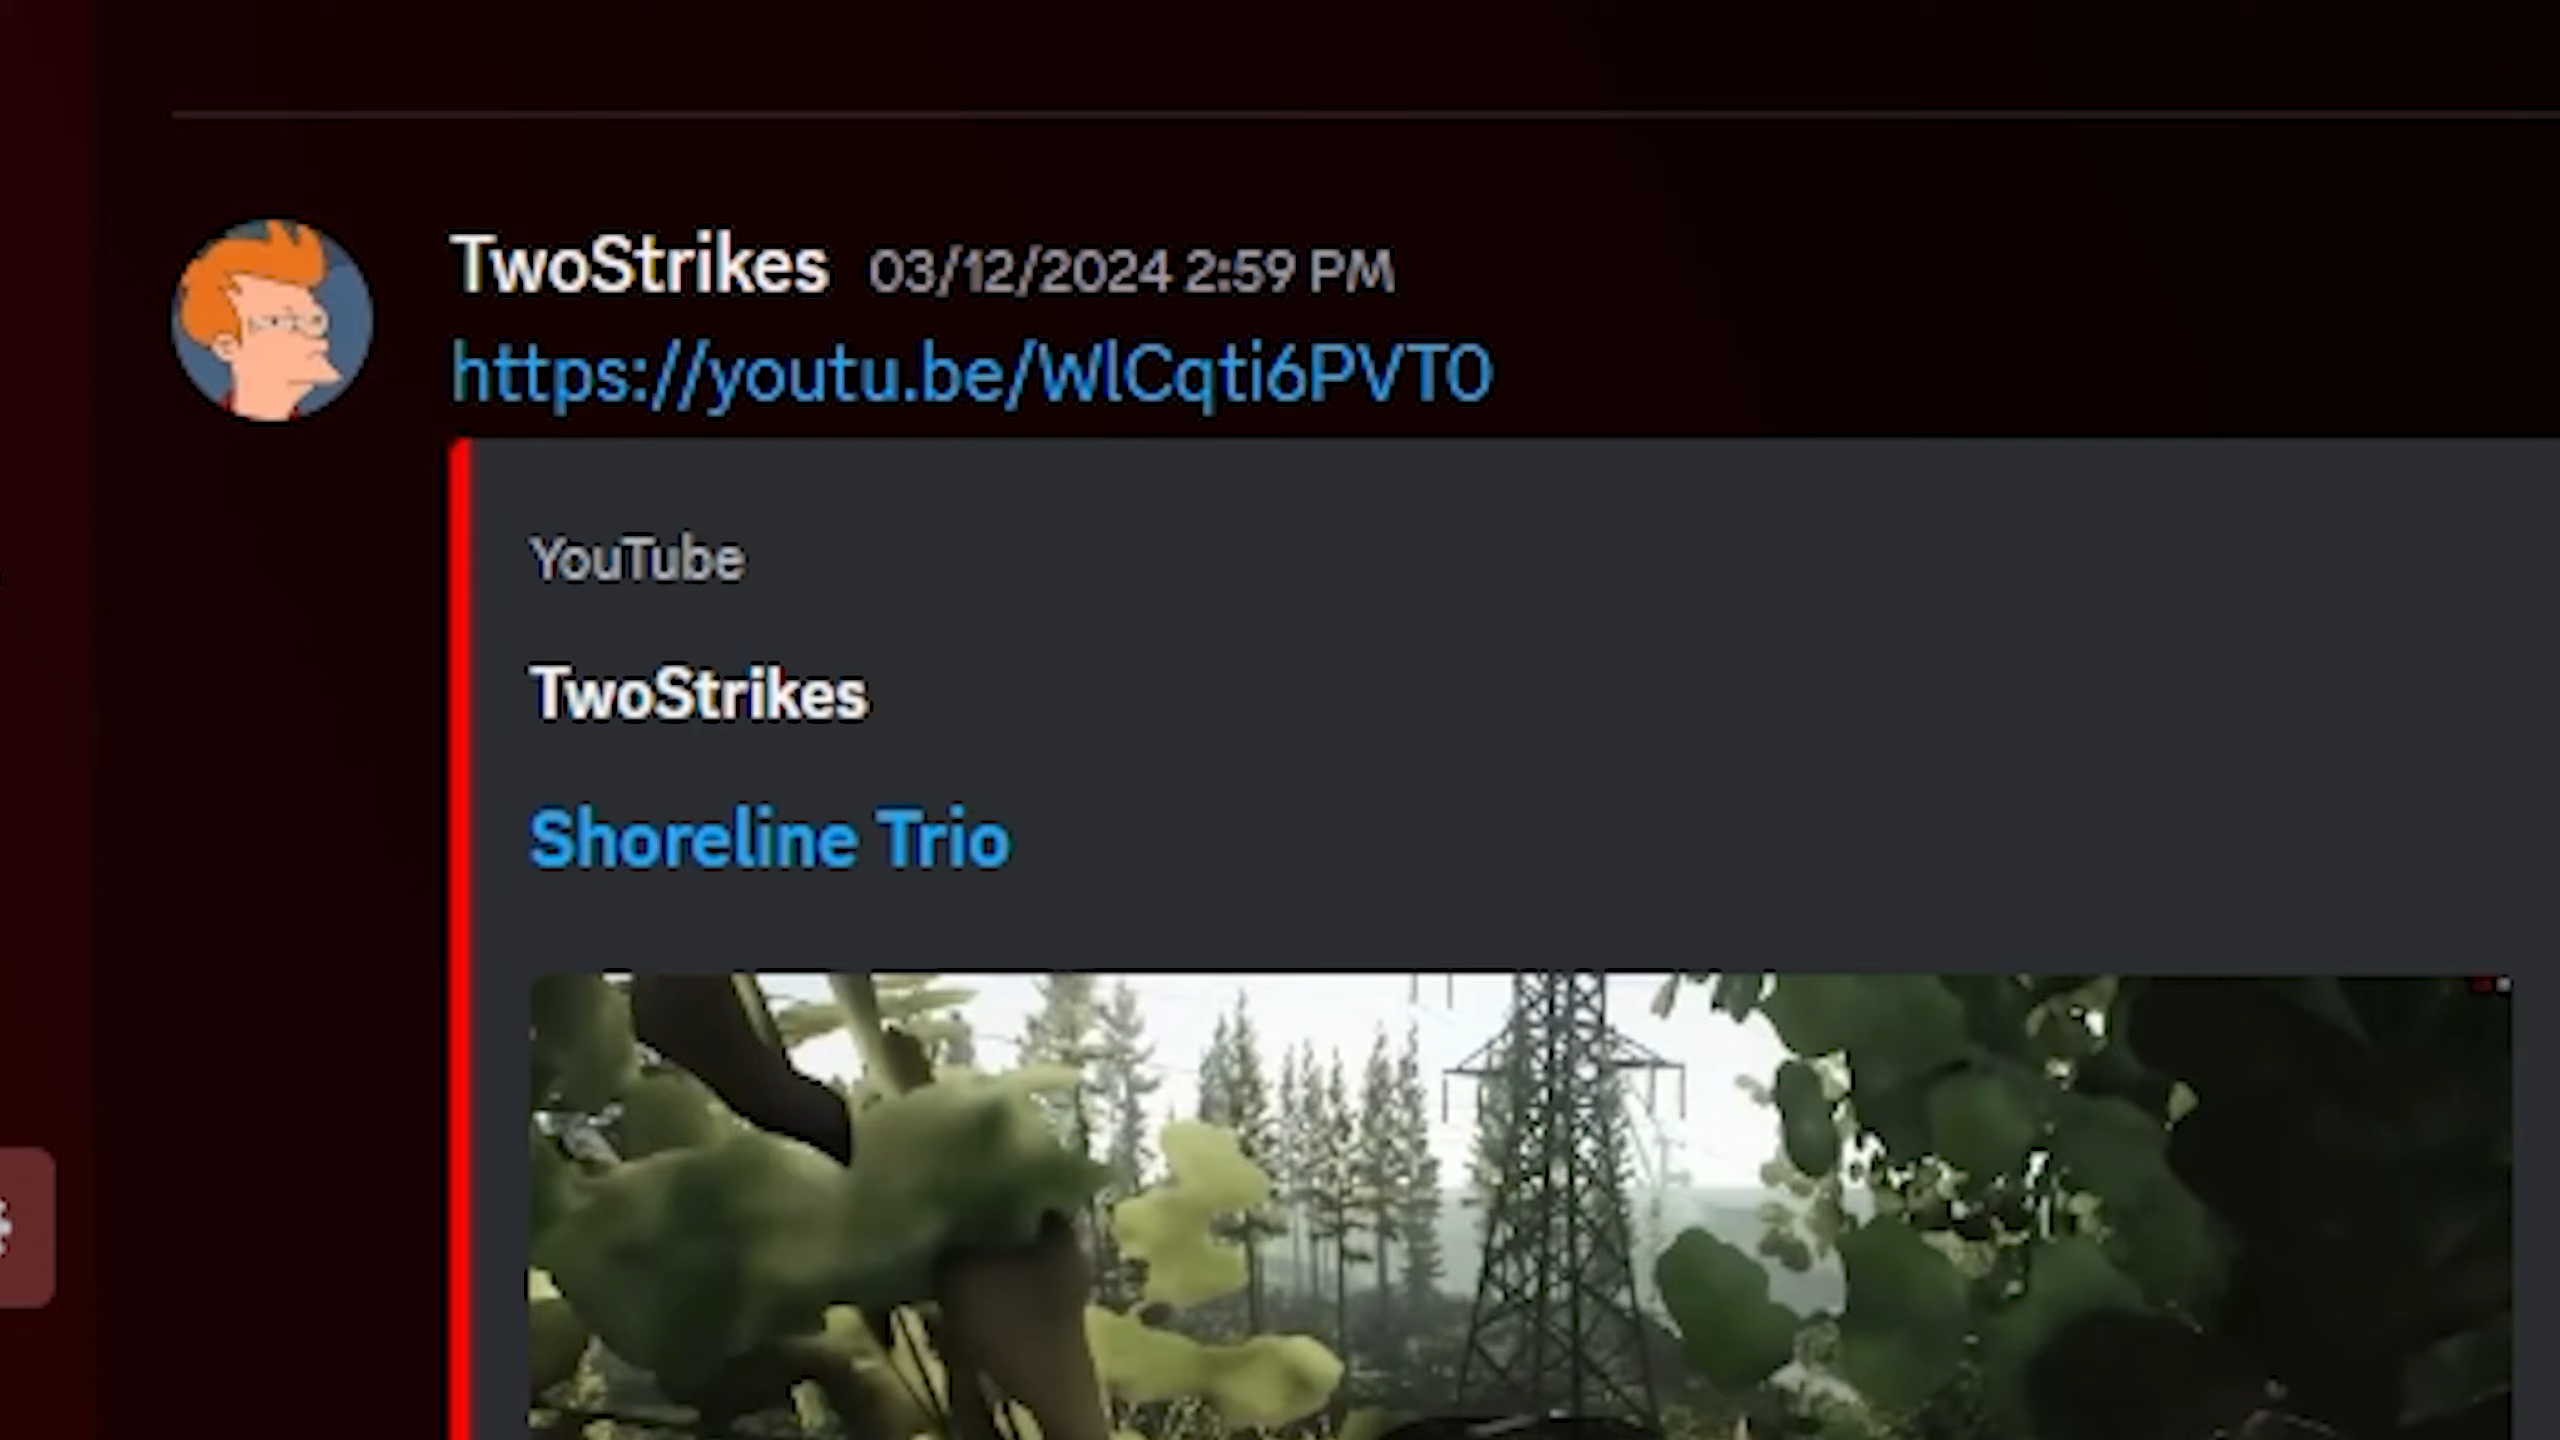 TwoStrikes 03/12/2024 2:59 PM
https://youtu.be/WlCqti6PVT0
YouTube
TwoStrikes
Shoreline Trio